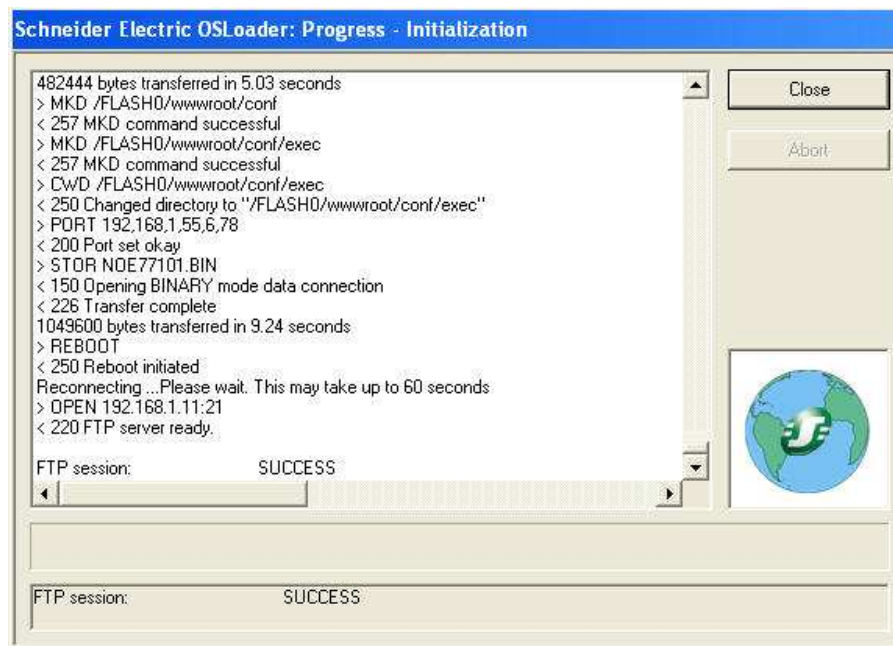 Schneider Electric OSLoader: Progress - Initialization
482444 bytes transferred in 5.03 seconds
> MKD /FLASH0/wwwroot/conf
< 257 MKD command successful
> MKD /FLASH0/wwwroot/conf/exec
< 257 MKD command successful
> CWD /FLASH0/wwwroot/conf/exec
< 250 Changed directory to "/FLASH0/wwwroot/conf/exec"
> PORT 192,168,1,55,6,78
< 200 Port set okay
> STOR NOE77101.BIN
< 150 Opening BINARY mode data connection
< 226 Transfer complete
1049600 bytes transferred in 9.24 seconds
> REBOOT
< 250 Reboot initiated
Reconnecting ...Please wait. This may take up to 60 seconds
> OPEN 192.168.1.11:21
< 220 FTP server ready.
FTP session: SUCCESS
Close
Abort
FTP session: SUCCESS